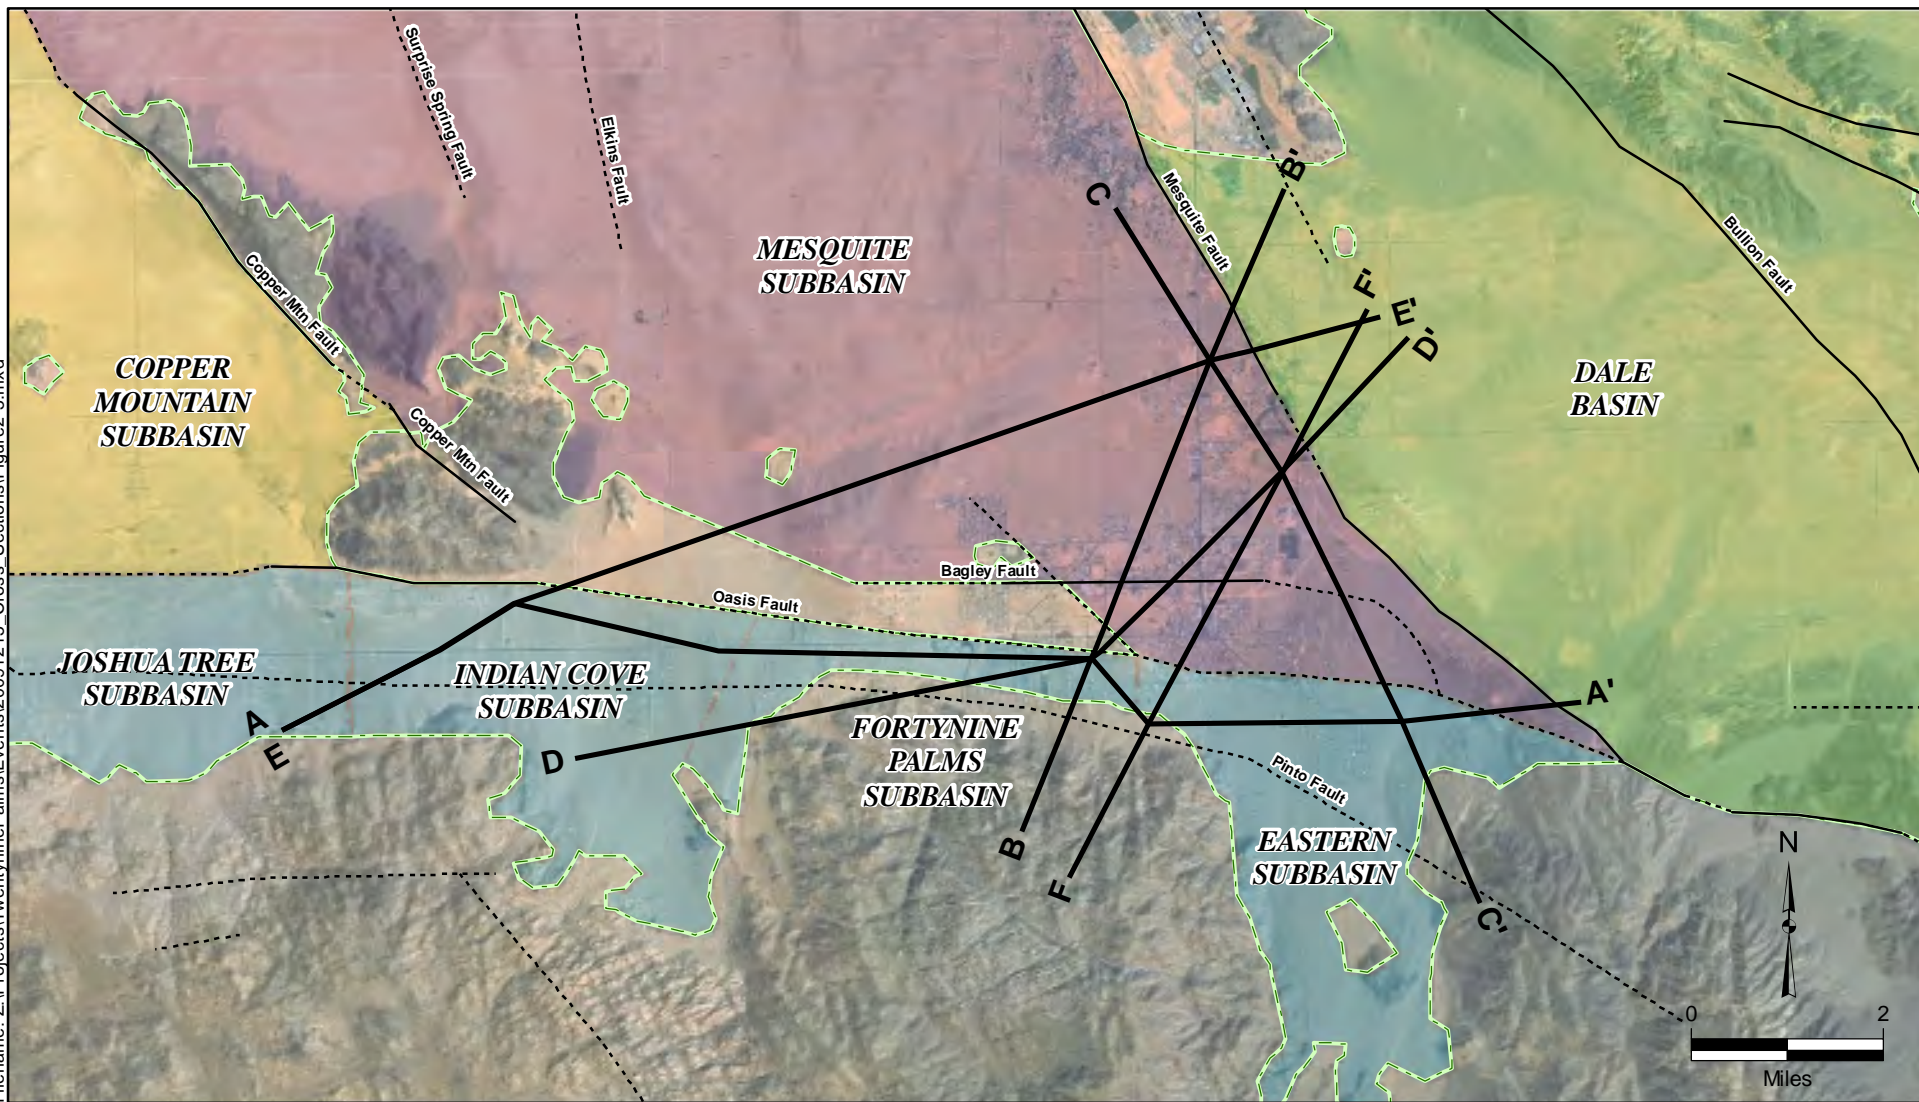 Surprise Spring Fault
Elkins Fault
B'
C
Mesquite Fault
Bullion Fault
MESQUITE
SUBBASIN
Copper Mtn Fault
F'
E'
D'
COPPER
MOUNTAIN
SUBBASIN
DALE
BASIN
Copper Mtn Fault
Bagley Fault
Oasis Fault
JOSHUA TREE
SUBBASIN
INDIAN COVE
SUBBASIN
A'
A
E
D
FORTYNINE
PALMS
SUBBASIN
Pinto Fault
B
F
EASTERN
SUBBASIN
C'
N
0 2
Miles